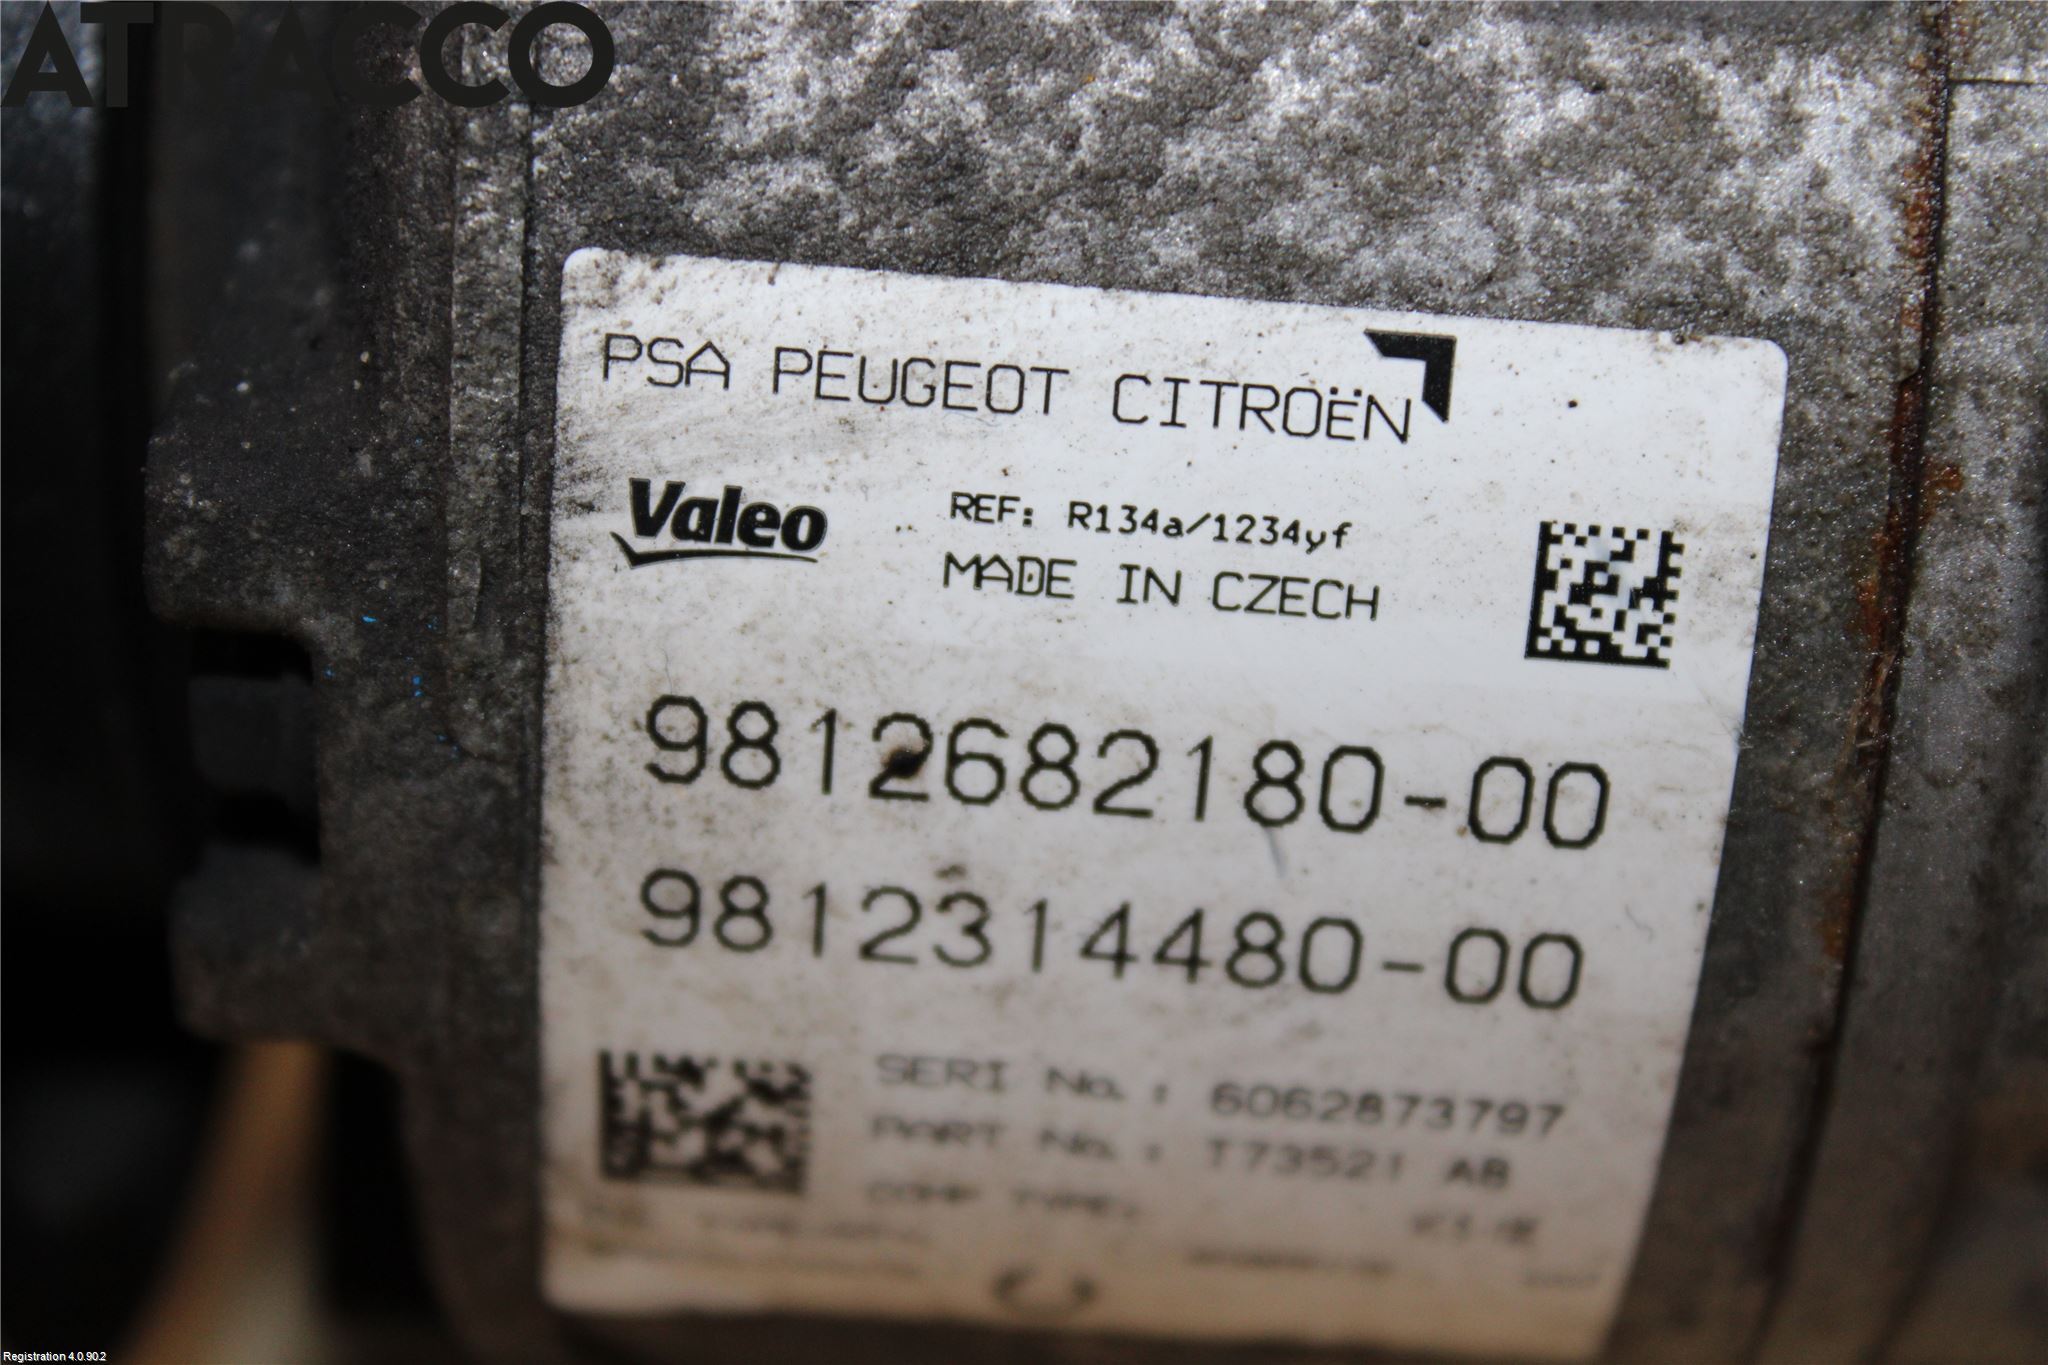 ATRACCO
PSA PEUGEOT CITROËN
Valeo
REF: R134a/1234yf
MADE IN CZECH
9812682180-00
9812314480-00
SERI No. : 6062873797
PART No. : T73521 AB
COMP TYPE:
Registration 4.0.90.2